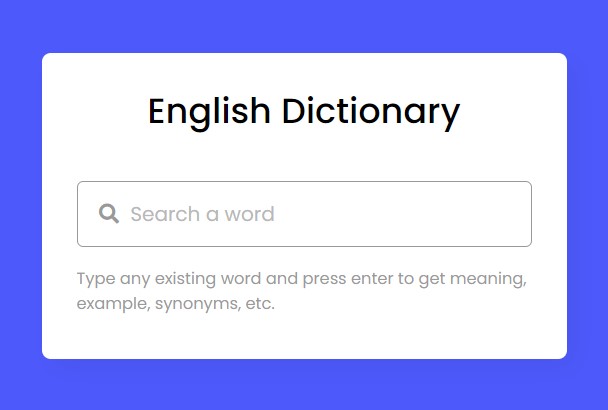 English Dictionary
Search a word
Type any existing word and press enter to get meaning,
example, synonyms, etc.